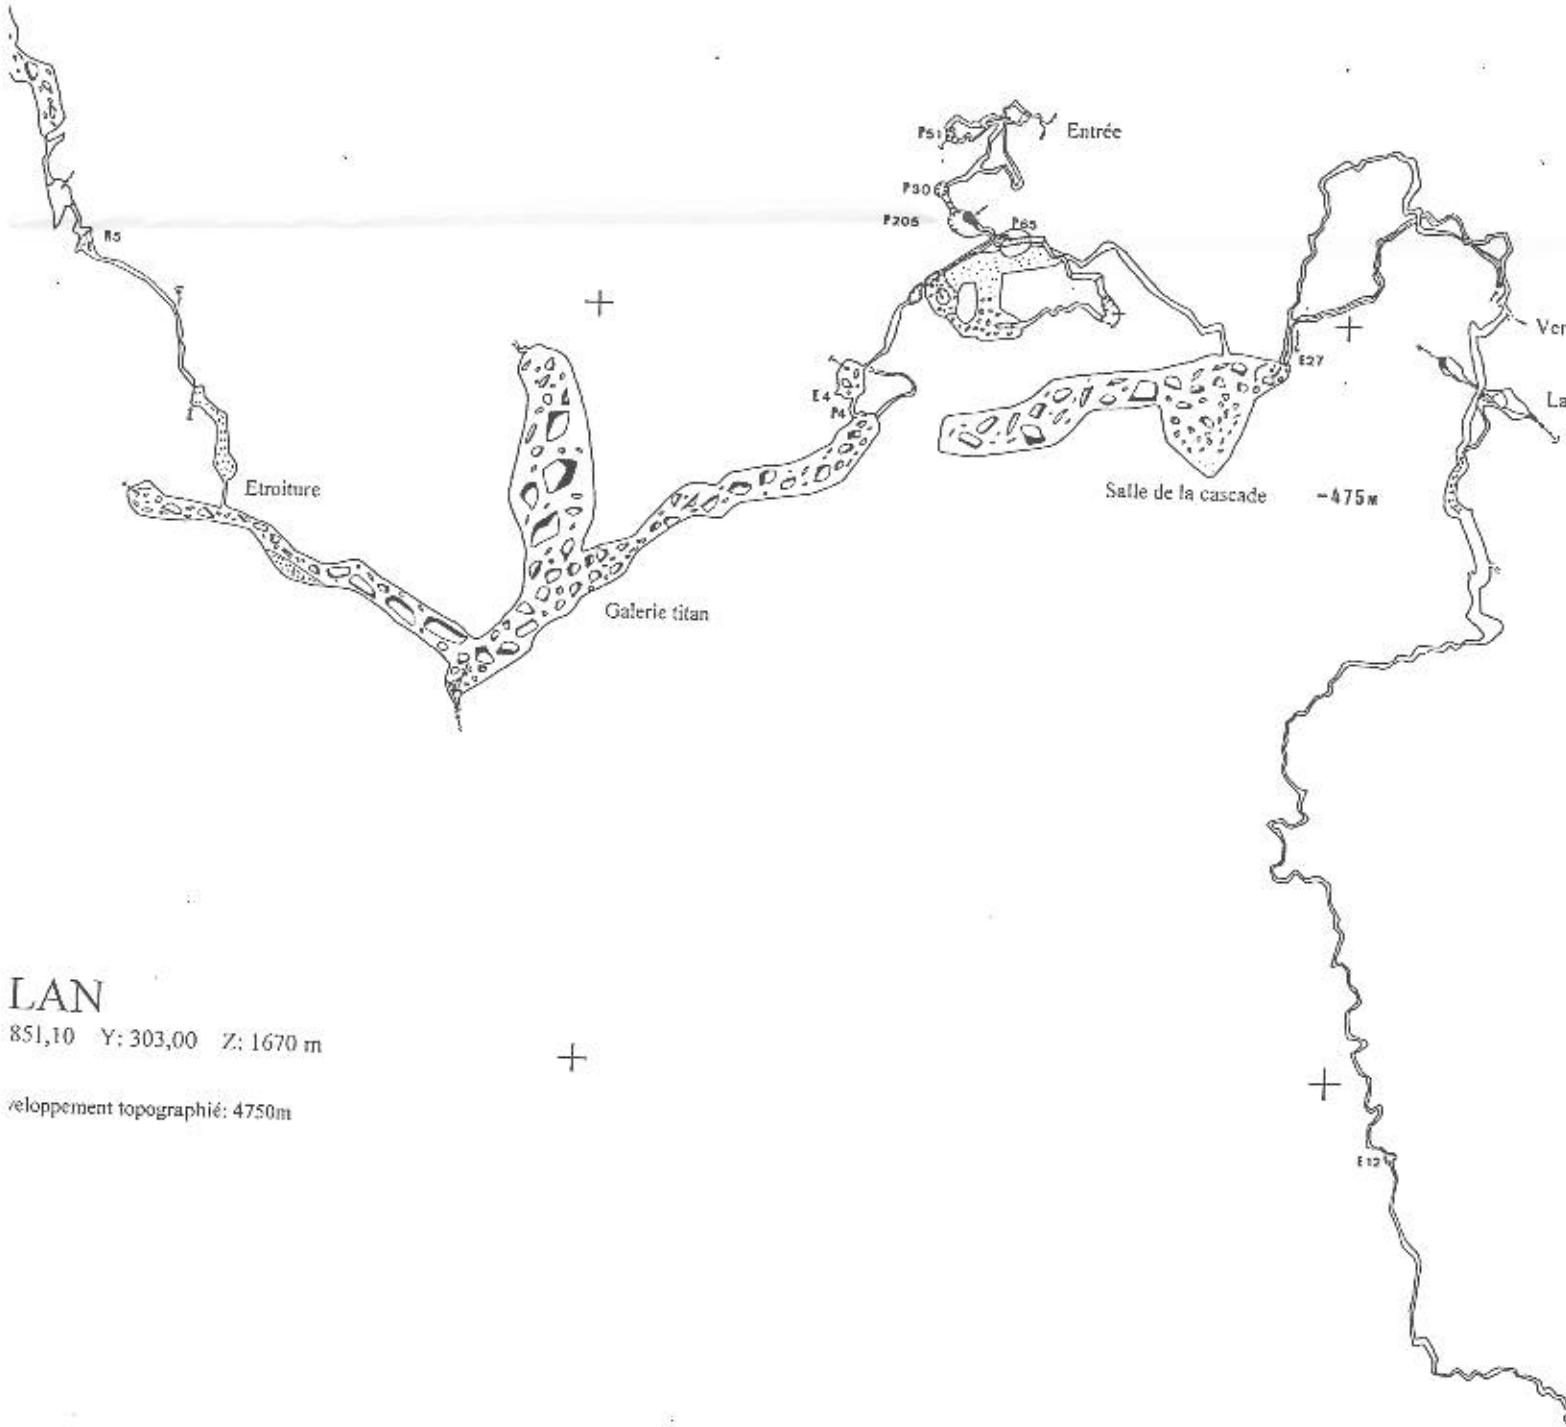 P51
Entrée
P30
P205
P65
R5
E27
Ver
E4
P4
La
Etroiture
Salle de la cascade -475M
Galerie titan
LAN
851,10 Y: 303,00 Z: 1670 m
veloppement topographié: 4750m
E12